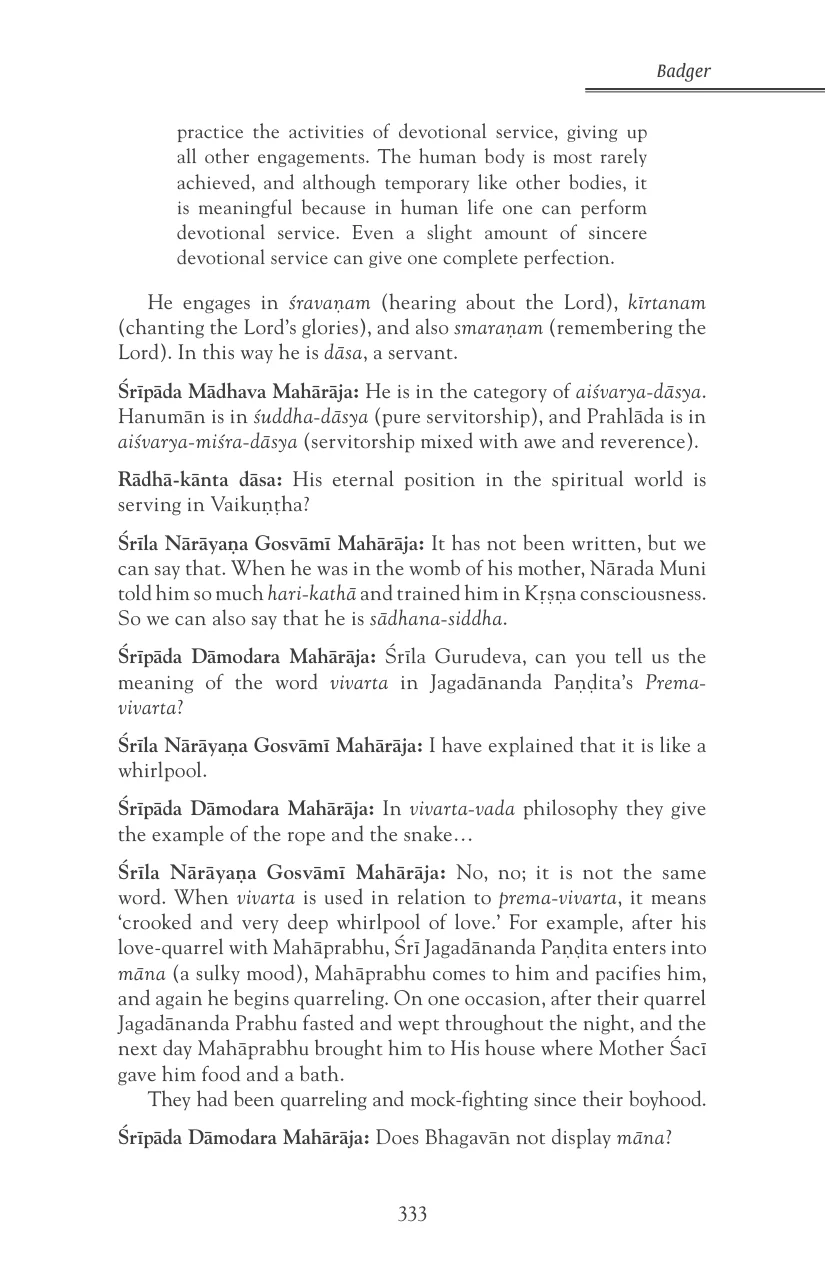 Badger
practice the activities of devotional service, giving up
all other engagements. The human body is most rarely
achieved, and although temporary like other bodies, it
is meaningful because in human life one can perform
devotional service. Even a slight amount of sincere
devotional service can give one complete perfection.
He engages in śravaṇam (hearing about the Lord), kīrtanam
(chanting the Lord’s glories), and also smaraṇam (remembering the
Lord). In this way he is dāsa, a servant.
Śrīpāda Mādhava Mahārāja: He is in the category of aiśvarya-dāsya.
Hanumān is in śuddha-dāsya (pure servitorship), and Prahlāda is in
aiśvarya-miśra-dāsya (servitorship mixed with awe and reverence).
Rādhā-kānta dāsa: His eternal position in the spiritual world is
serving in Vaikuṇṭha?
Śrīla Nārāyaṇa Gosvāmī Mahārāja: It has not been written, but we
can say that. When he was in the womb of his mother, Nārada Muni
told him so much hari-kathā and trained him in Kṛṣṇa consciousness.
So we can also say that he is sādhana-siddha.
Śrīpāda Dāmodara Mahārāja: Śrīla Gurudeva, can you tell us the
meaning of the word vivarta in Jagadānanda Paṇḍita’s Prema-
vivarta?
Śrīla Nārāyaṇa Gosvāmī Mahārāja: I have explained that it is like a
whirlpool.
Śrīpāda Dāmodara Mahārāja: In vivarta-vada philosophy they give
the example of the rope and the snake…
Śrīla Nārāyaṇa Gosvāmī Mahārāja: No, no; it is not the same
word. When vivarta is used in relation to prema-vivarta, it means
‘crooked and very deep whirlpool of love.’ For example, after his
love-quarrel with Mahāprabhu, Śrī Jagadānanda Paṇḍita enters into
māna (a sulky mood), Mahāprabhu comes to him and pacifies him,
and again he begins quarreling. On one occasion, after their quarrel
Jagadānanda Prabhu fasted and wept throughout the night, and the
next day Mahāprabhu brought him to His house where Mother Śacī
gave him food and a bath.
They had been quarreling and mock-fighting since their boyhood.
Śrīpāda Dāmodara Mahārāja: Does Bhagavān not display māna?
333